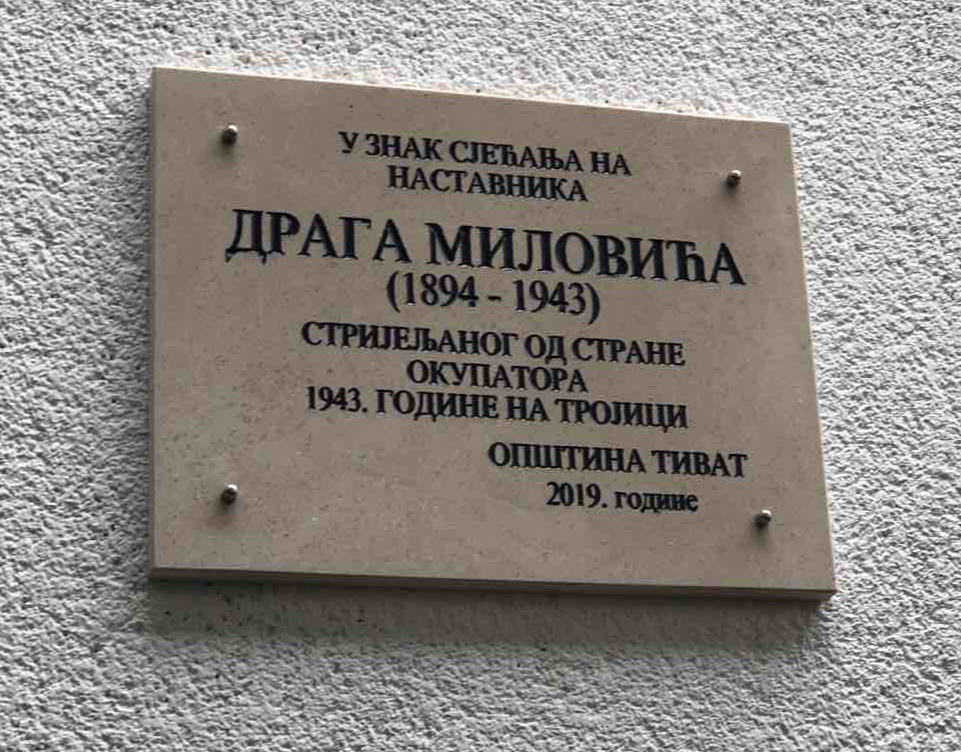 У ЗНАК СЈЕЋАЊА НА
НАСТАВНИКА
ДРАГА МИЛОВИЋА
(1894 - 1943)
СТРИЈЕЉАНОГ ОД СТРАНЕ
ОКУПАТОРА
1943. ГОДИНЕ НА ТРОЈИЦИ
ОПШТИНА ТИВАТ
2019. године